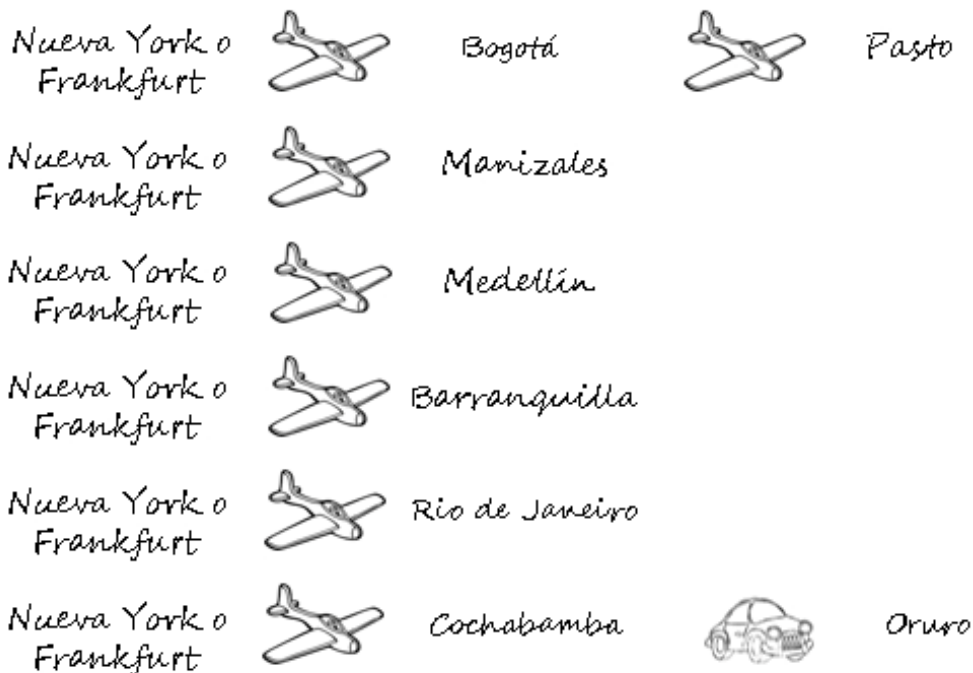 Nueva York o
Frankfurt
Bogotá
Pasto
Nueva York o
Frankfurt
Manizales
Nueva York o
Frankfurt
Medellín
Nueva York o
Frankfurt
Barranquilla
Nueva York o
Frankfurt
Rio de Janeiro
Nueva York o
Frankfurt
Cochabamba
Oruro